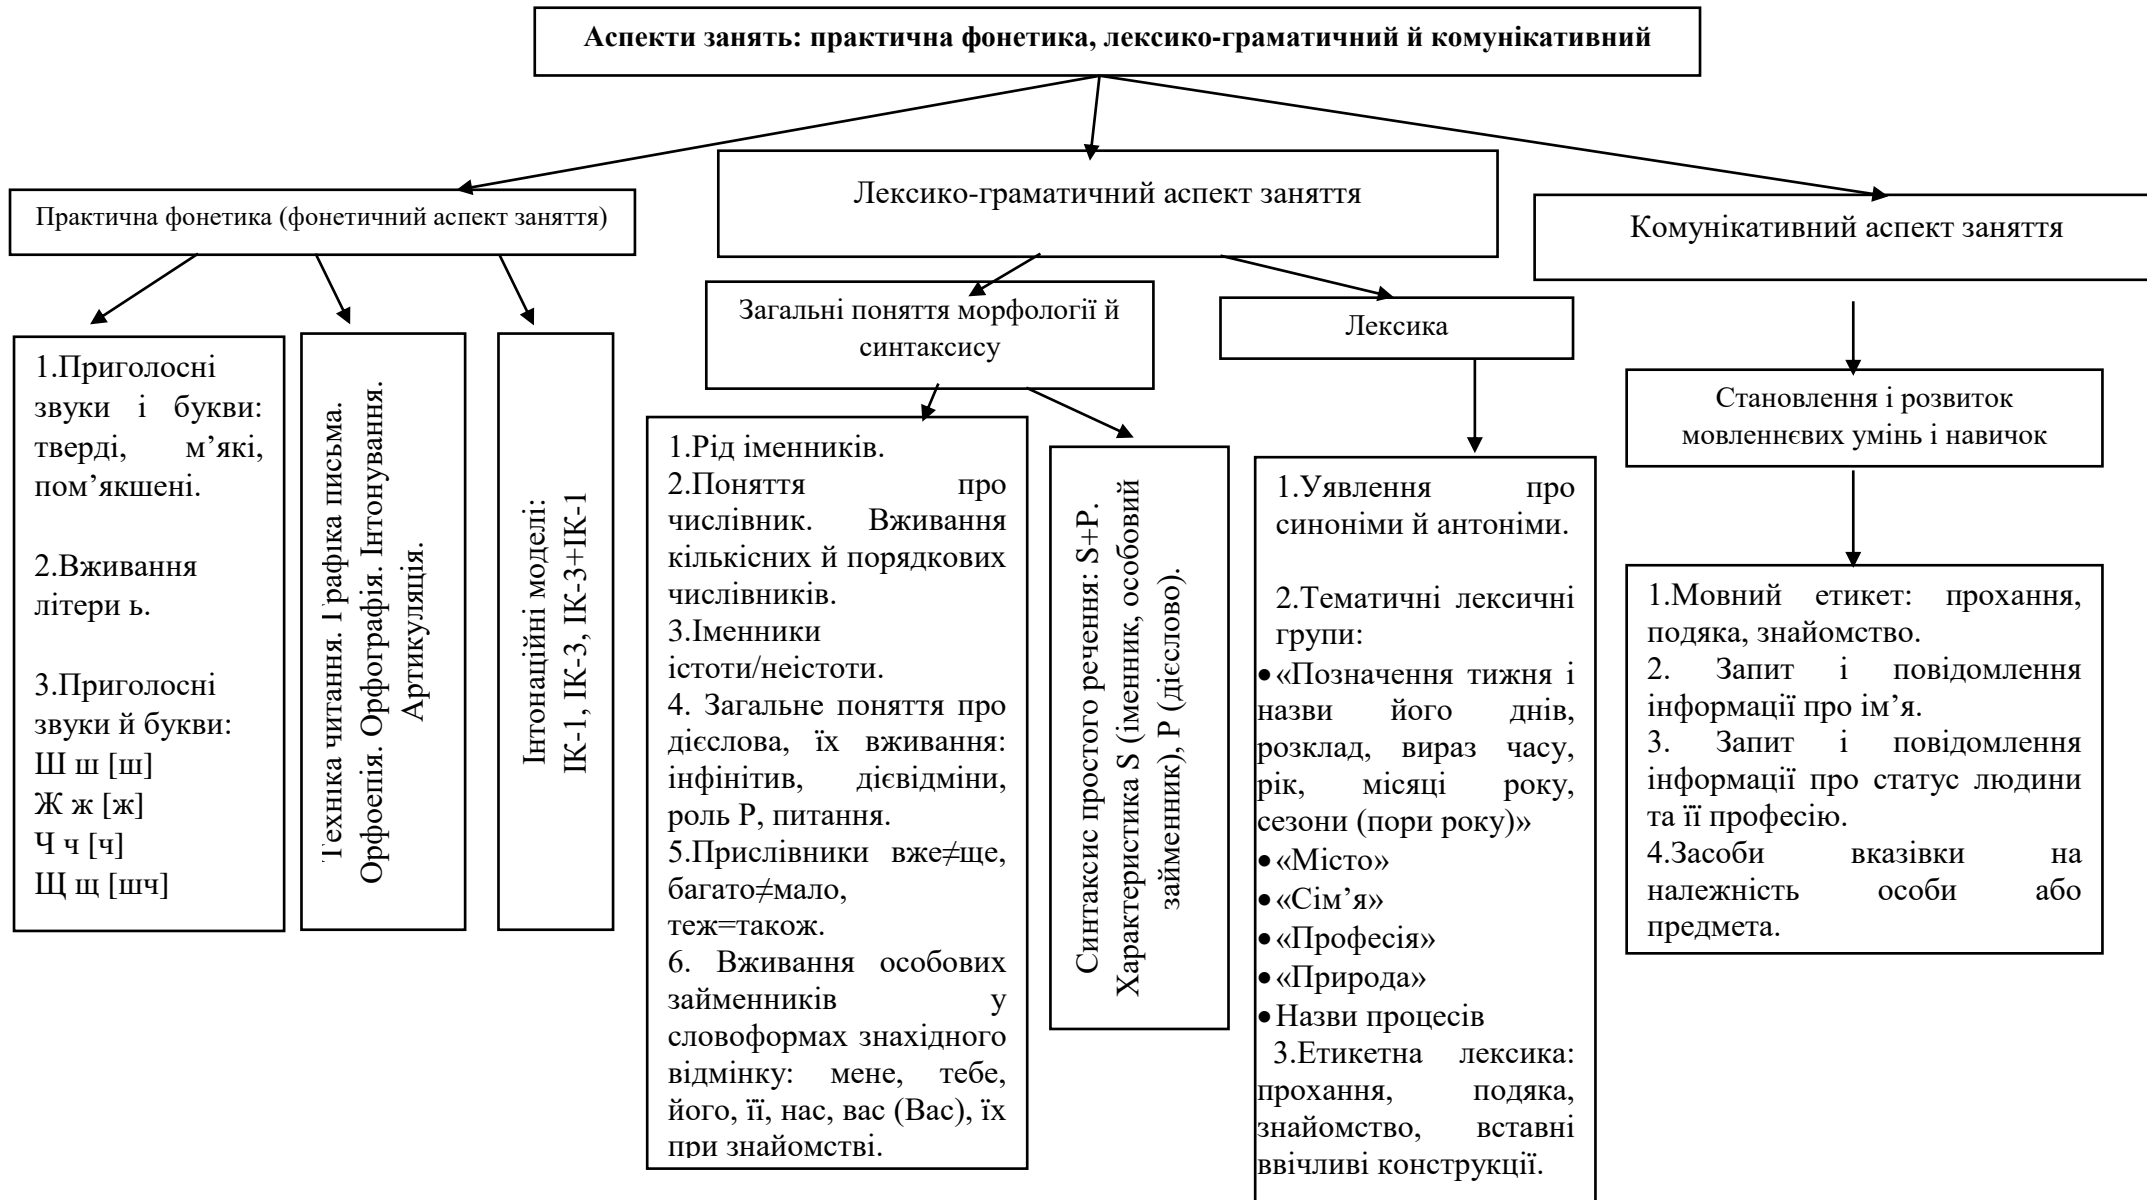 Аспекти занять: практична фонетика, лексико-граматичний й комунікативний
Практична фонетика (фонетичний аспект заняття)
Лексико-граматичний аспект заняття
Комунікативний аспект заняття
1.Приголосні
звуки і букви:
тверді, м’які,
пом’якшені.
2.Вживання
літери ь.
3.Приголосні
звуки й букви:
Ш ш [ш]
Ж ж [ж]
Ч ч [ч]
Щ щ [шч]
Техніка читання. Графіка письма.
Орфоепія. Орфографія. Інтонування.
Артикуляція.
Інтонаційні моделі:
ІК-1, ІК-3, ІК-3+ІК-1
Загальні поняття морфології й
синтаксису
1.Рід іменників.
2.Поняття про
числівник. Вживання
кількісних й порядкових
числівників.
3.Іменники
істоти/неістоти.
4. Загальне поняття про
дієслова, їх вживання:
інфінітив, дієвідміни,
роль Р, питання.
5.Прислівники вже≠ще,
багато≠мало,
теж=також.
6. Вживання особових
займенників у
словоформах знахідного
відмінку: мене, тебе,
його, її, нас, вас (Вас), їх
при знайомстві.
Синтаксис простого речення: S+P.
Характеристика S (іменник, особовий
займенник), P (дієслово).
Лексика
1.Уявлення про
синоніми й антоніми.
2.Тематичні лексичні
групи:
•«Позначення тижня і
назви його днів,
розклад, вираз часу,
рік, місяці року,
сезони (пори року)»
•«Місто»
•«Сім’я»
•«Професія»
•«Природа»
•Назви процесів
3.Етикетна лексика:
прохання, подяка,
знайомство, вставні
ввічливі конструкції.
Становлення і розвиток
мовленнєвих умінь і навичок
1.Мовний етикет: прохання,
подяка, знайомство.
2. Запит і повідомлення
інформації про ім’я.
3. Запит і повідомлення
інформації про статус людини
та її професію.
4.Засоби вказівки на
належність особи або
предмета.